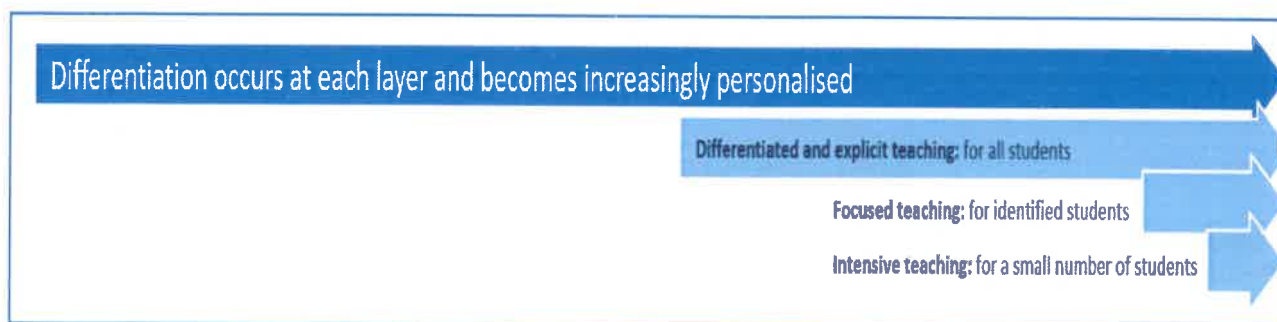 Differentiation occurs at each layer and becomes increasingly personalised
Differentiated and explicit teaching: for all students
Focused teaching: for identified students
Intensive teaching: for a small number of students